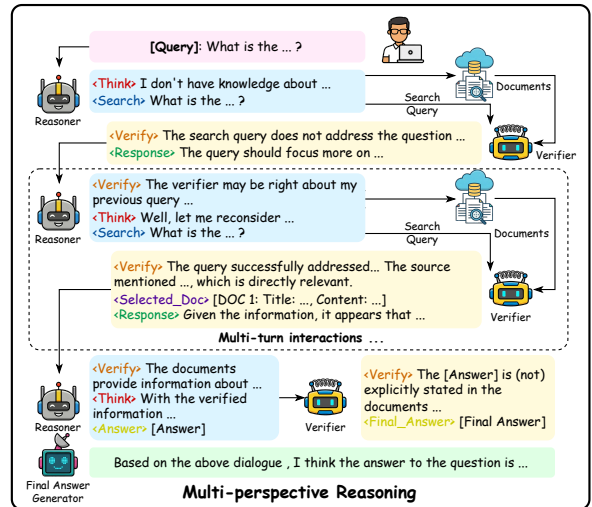 [Query]: What is the ... ?
Reasoner
<Think> I don't have knowledge about ...
<Search> What is the ... ?
Documents
Search
Query
<Verify> The search query does not address the question ...
<Response> The query should focus more on ...
Verifier
<Verify> The verifier may be right about my
previous query ...
<Think> Well, let me reconsider ...
<Search> What is the ... ?
Reasoner
Documents
Search
Query
<Verify> The query successfully addressed... The source
mentioned ..., which is directly relevant.
<Selected_Doc> [DOC 1: Title: ..., Content: ...]
<Response> Given the information, it appears that ...
Verifier
Multi-turn interactions ...
<Verify> The documents
provide information about ...
<Think> With the verified
information ...
<Answer> [Answer]
Reasoner
Verifier
<Verify> The [Answer] is (not)
explicitly stated in the
documents ...
<Final_Answer> [Final Answer]
Final Answer
Generator
Based on the above dialogue , I think the answer to the question is ...
Multi-perspective Reasoning